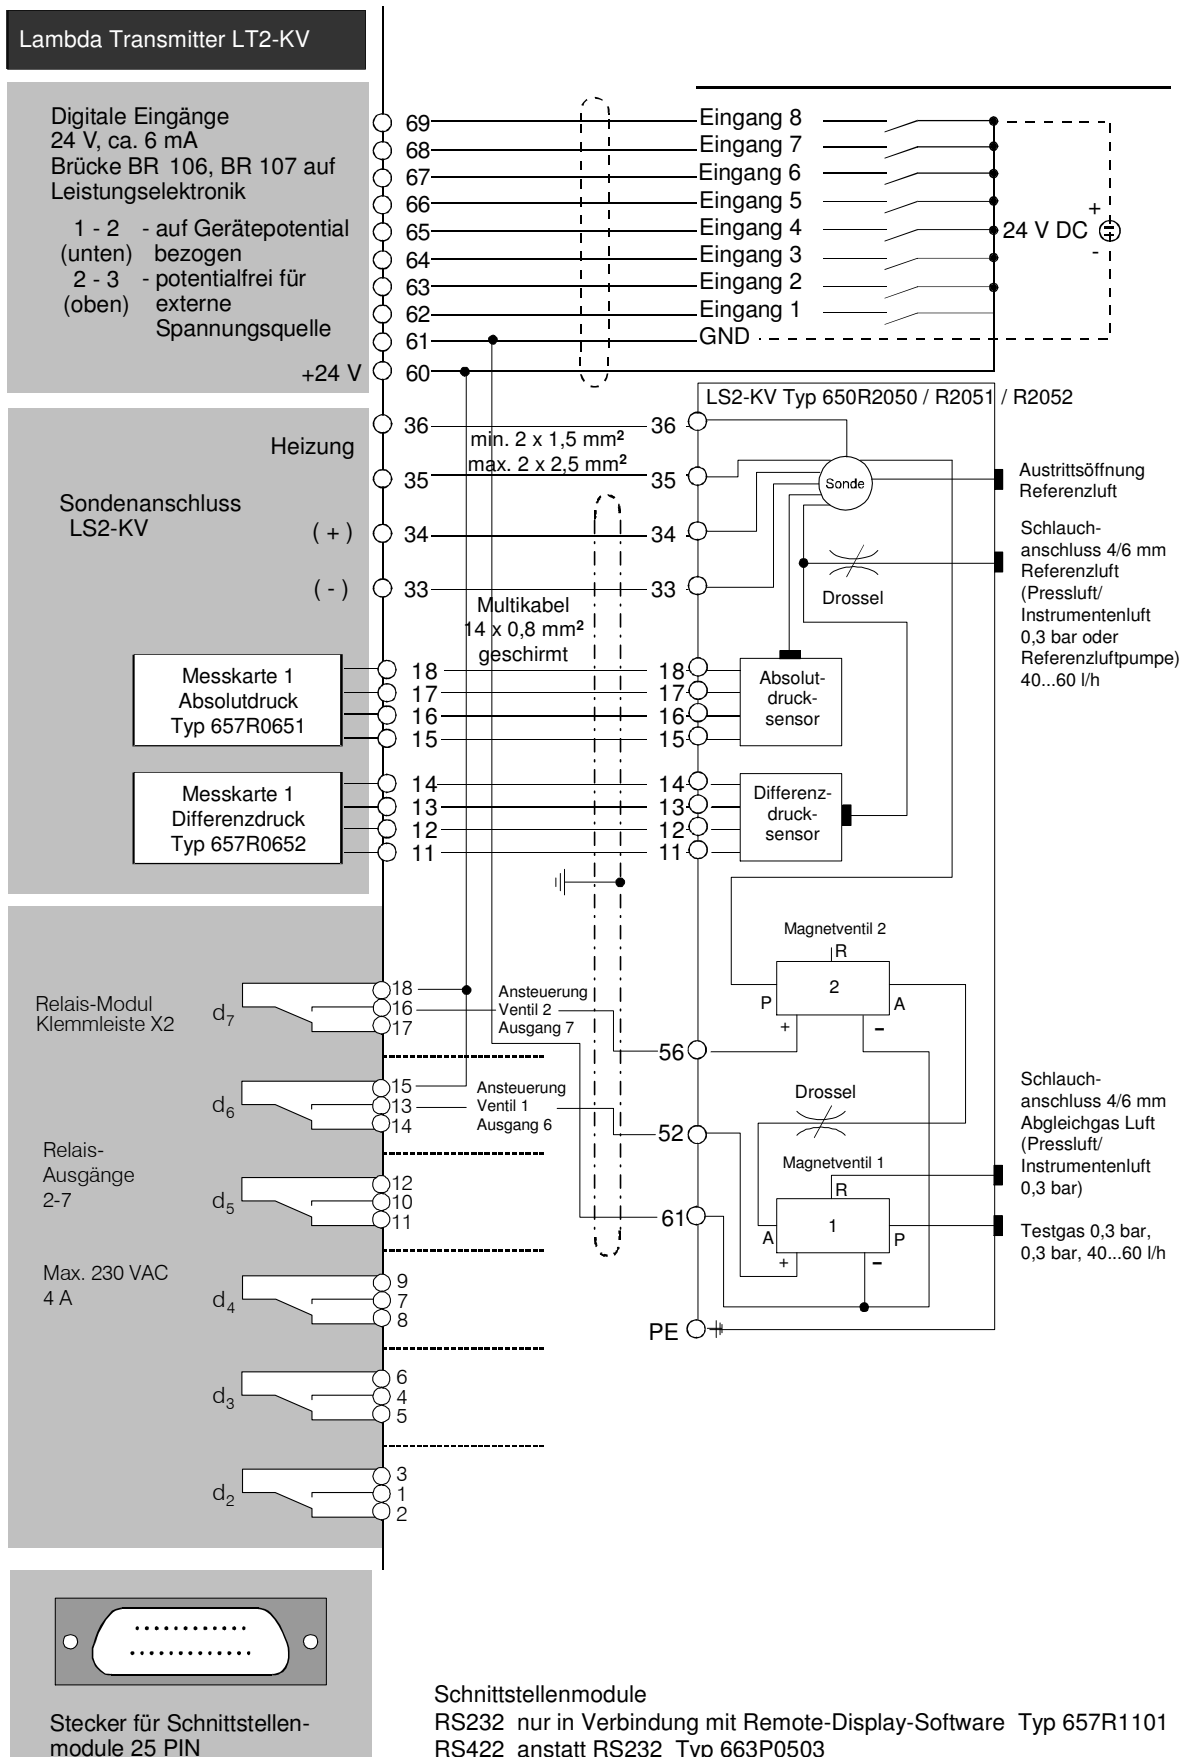 Lambda Transmitter LT2-KV
Digitale Eingänge
24 V, ca. 6 mA
Brücke BR 106, BR 107 auf
Leistungselektronik
1 - 2 - auf Gerätepotential
(unten) bezogen
2 - 3 - potentialfrei für
(oben) externe
Spannungsquelle
+24 V
69 Eingang 8
68 Eingang 7
67 Eingang 6
66 Eingang 5
65 Eingang 4
64 Eingang 3
63 Eingang 2
62 Eingang 1
61 GND
60
+
24 V DC
-
LS2-KV Typ 650R2050 / R2051 / R2052
Heizung
Sondenanschluss
LS2-KV
( + )
( - )
36 36
min. 2 x 1,5 mm²
max. 2 x 2,5 mm²
35 35
34 34
33 33
Sonde
Drossel
Austrittsöffnung
Referenzluft
Schlauch-
anschluss 4/6 mm
Referenzluft
(Pressluft/
Instrumentenluft
0,3 bar oder
Referenzluftpumpe)
40...60 l/h
Multikabel
14 x 0,8 mm²
geschirmt
Messkarte 1
Absolutdruck
Typ 657R0651
18 18
17 17
16 16
15 15
Absolut-
druck-
sensor
Messkarte 1
Differenzdruck
Typ 657R0652
14 14
13 13
12 12
11 11
Differenz-
druck-
sensor
Magnetventil 2
R
2
P A
+ -
Relais-Modul
Klemmleiste X2
d7
18
16
17
Ansteuerung
Ventil 2
Ausgang 7
56
d6
15
13
14
Ansteuerung
Ventil 1
Ausgang 6
52
Drossel
Magnetventil 1
R
1
A P
+ -
61
PE
Schlauch-
anschluss 4/6 mm
Abgleichgas Luft
(Pressluft/
Instrumentenluft
0,3 bar)
Testgas 0,3 bar,
0,3 bar, 40...60 l/h
Relais-
Ausgänge
2-7
d5
12
10
11
Max. 230 VAC
4 A
d4
9
7
8
d3
6
4
5
d2
3
1
2
Stecker für Schnittstellen-
module 25 PIN
Schnittstellenmodule
RS232 nur in Verbindung mit Remote-Display-Software Typ 657R1101
RS422 anstatt RS232 Typ 663P0503